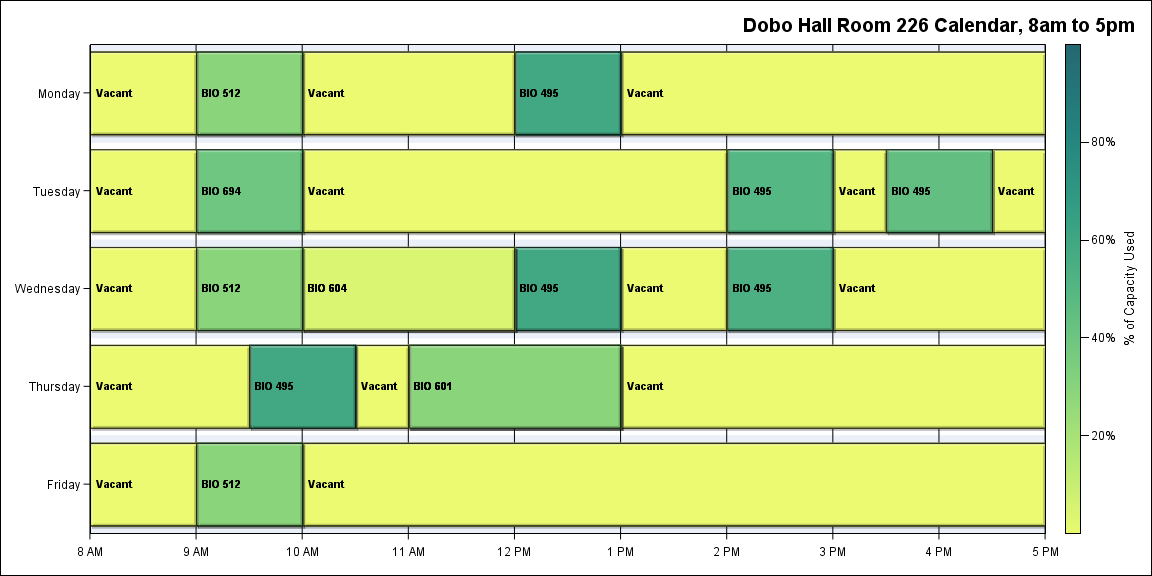 Dobo Hall Room 226 Calendar, 8am to 5pm
Monday
Vacant
BIO 512
Vacant
BIO 495
Vacant
Tuesday
Vacant
BIO 694
Vacant
BIO 495
Vacant
BIO 495
Vacant
Wednesday
Vacant
BIO 512
BIO 604
BIO 495
Vacant
BIO 495
Vacant
Thursday
Vacant
BIO 495
Vacant
BIO 601
Vacant
Friday
Vacant
BIO 512
Vacant
8 AM
9 AM
10 AM
11 AM
12 PM
1 PM
2 PM
3 PM
4 PM
5 PM
80%
60%
40%
20%
% of Capacity Used